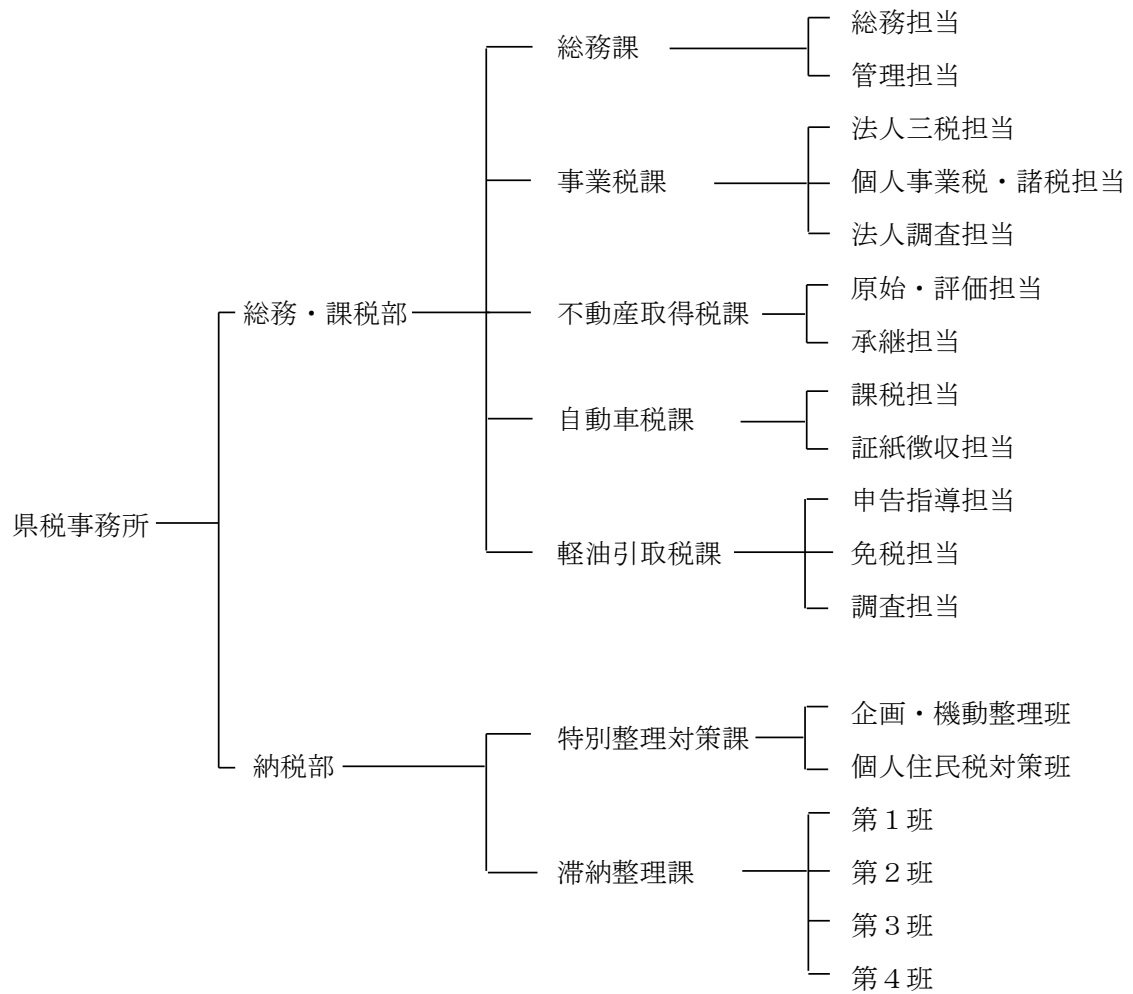 県税事務所
総務・課税部
総務課
総務担当
管理担当
事業税課
法人三税担当
個人事業税・諸税担当
法人調査担当
不動産取得税課
原始・評価担当
承継担当
自動車税課
課税担当
証紙徴収担当
軽油引取税課
申告指導担当
免税担当
調査担当
納税部
特別整理対策課
企画・機動整理班
個人住民税対策班
滞納整理課
第１班
第２班
第３班
第４班